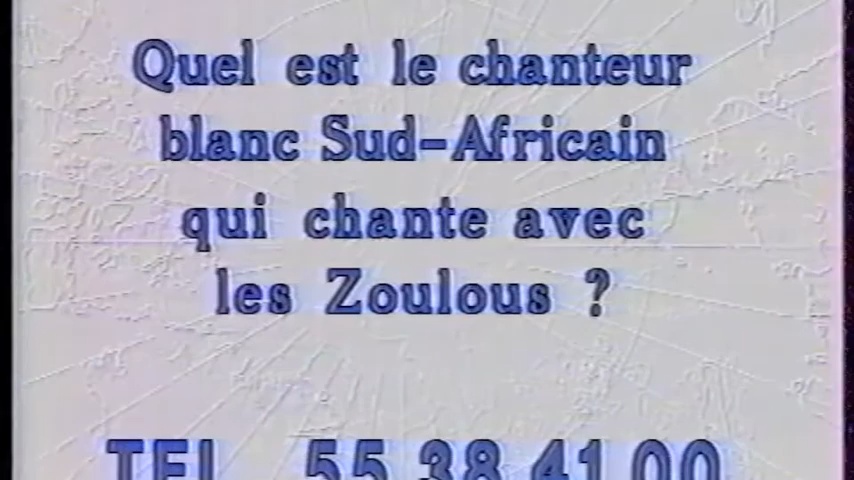 Quel est le chanteur
blanc Sud-Africain
qui chante avec
les Zoulous ?
TEL 55 38 41 00